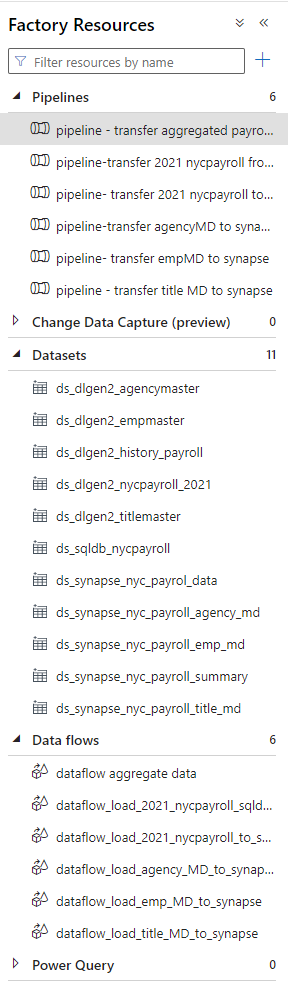 Factory Resources
Filter resources by name
Pipelines 6
pipeline - transfer aggregated payro...
pipeline-transfer 2021 nycpayroll fro...
pipeline- transfer 2021 nycpayroll to...
pipeline-transfer agencyMD to syna...
pipeline- transfer empMD to synapse
pipeline - transfer title MD to synapse
Change Data Capture (preview) 0
Datasets 11
ds_dlgen2_agencymaster
ds_dlgen2_empmaster
ds_dlgen2_history_payroll
ds_dlgen2_nycpayroll_2021
ds_dlgen2_titlemaster
ds_sqldb_nycpayroll
ds_synapse_nyc_payrol_data
ds_synapse_nyc_payroll_agency_md
ds_synapse_nyc_payroll_emp_md
ds_synapse_nyc_payroll_summary
ds_synapse_nyc_payroll_title_md
Data flows 6
dataflow aggregate data
dataflow_load_2021_nycpayroll_sqld...
dataflow_load_2021_nycpayroll_to_s...
dataflow_load_agency_MD_to_synap...
dataflow_load_emp_MD_to_synapse
dataflow_load_title_MD_to_synapse
Power Query 0